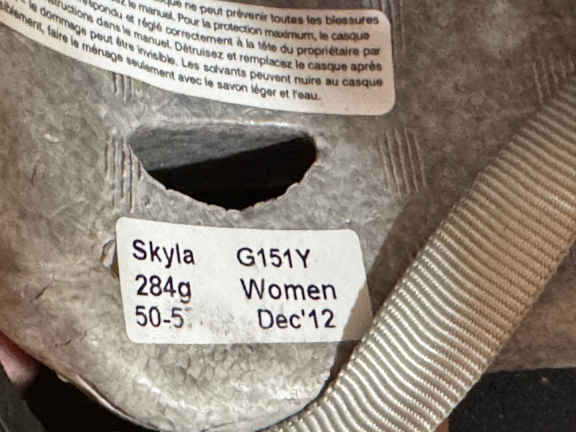 que ne peut prévenir toutes les blessures
le manuel. Pour la protection maximum, le casque
et réglé correctement à la tête du propriétaire par
instructions dans le manuel. Détruisez et remplacez le casque après
le dommage peut être invisible. Les solvants peuvent nuire au casque
faire le ménage seulement avec le savon léger et l'eau.
Skyla G151Y
284g Women
50-5 Dec'12